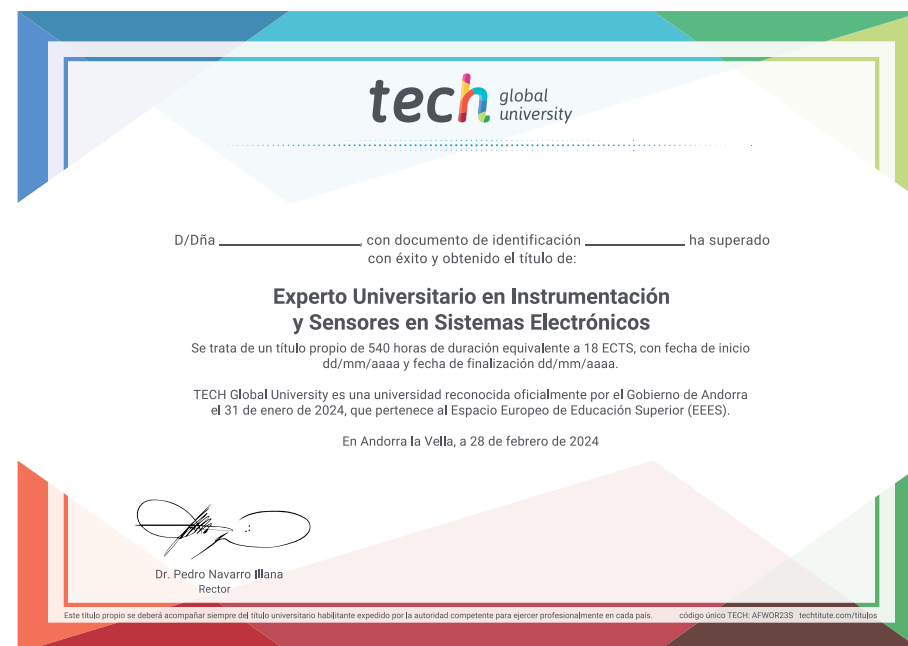 tech global university
D/Dña ______________________, con documento de identificación ________________ ha superado
con éxito y obtenido el título de:
Experto Universitario en Instrumentación
y Sensores en Sistemas Electrónicos
Se trata de un título propio de 540 horas de duración equivalente a 18 ECTS, con fecha de inicio
dd/mm/aaaa y fecha de finalización dd/mm/aaaa.
TECH Global University es una universidad reconocida oficialmente por el Gobierno de Andorra
el 31 de enero de 2024, que pertenece al Espacio Europeo de Educación Superior (EEES).
En Andorra la Vella, a 28 de febrero de 2024
Dr. Pedro Navarro Illana
Rector
Este título propio se deberá acompañar siempre del título universitario habilitante expedido por la autoridad competente para ejercer profesionalmente en cada país. código único TECH: AFWOR23S techtitute.com/titulos